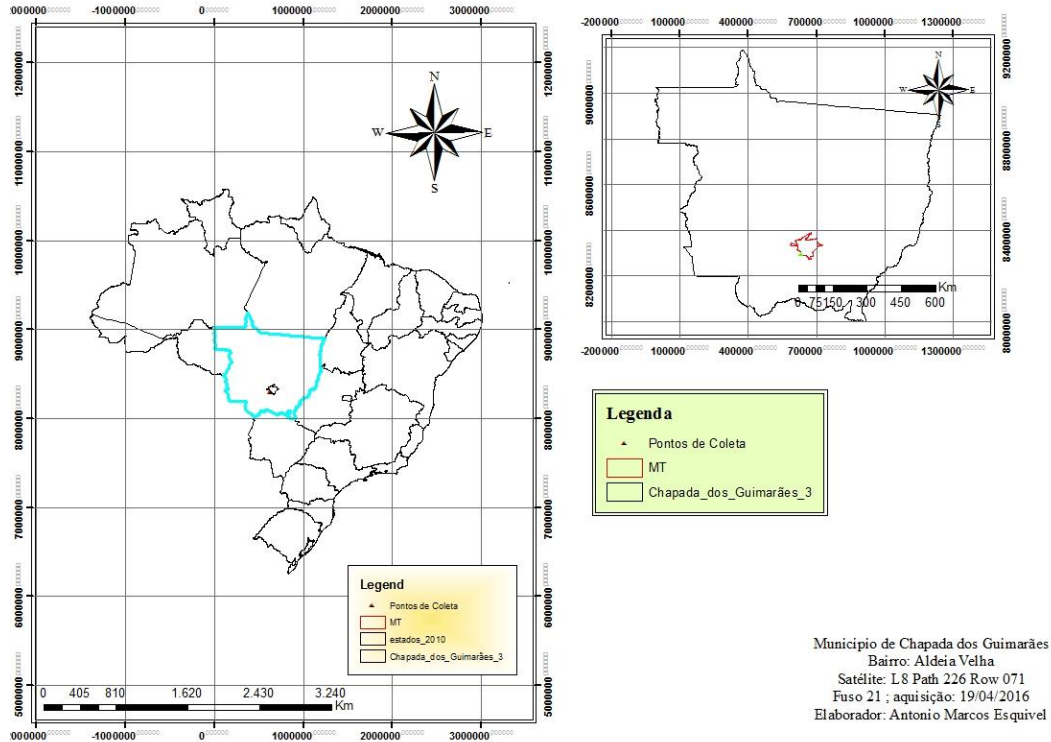 -1000000 0 1000000 2000000 3000000
12000000
11000000
10000000
9000000
8000000
7000000
6000000
5000000
N
W E
S
Legend
Pontos de Coleta
MT
estados_2010
Chapada_dos_Guimarães_3
0 405 810 1.620 2.430 3.240
Km
-1000000 0 1000000 2000000 3000000
-200000 100000 400000 700000 1000000 1300000
N
W E
9000000
8600000
8200000
9200000
8800000
8400000
8000000
0 75 150 300 450 600
Km
-200000 100000 400000 700000 1000000 1300000
Legenda
Pontos de Coleta
MT
Chapada_dos_Guimarães_3
Municipio de Chapada dos Guimarães
Bairro: Aldeia Velha
Satélite: L8 Path 226 Row 071
Fuso 21 ; aquisição: 19/04/2016
Elaborador: Antonio Marcos Esquivel